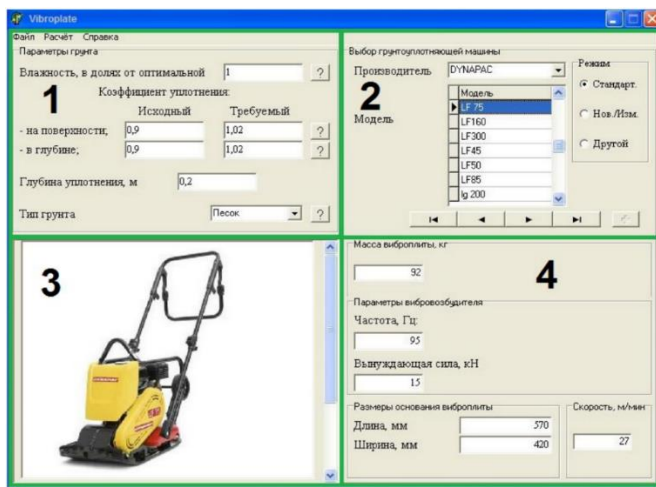 Vibroplate
Файл Расчёт Справка
Параметры грунта
Влажность, в долях от оптимальной 1 ?
1
Коэффициент уплотнения:
Исходный Требуемый
- на поверхности; 0,9 1,02 ?
- в глубине; 0,9 1,02 ?
Глубина уплотнения, м 0,2
Тип грунта Песок ?
Выбор грунтоуплотняющей машины
Производитель DYNAPAC
2
Модель
Модель
LF 75
LF160
LF300
LF45
LF50
LF85
lg 200
Режим
Стандарт.
Нов./Изм.
Другой
3
Масса виброплиты, кг
92
4
Параметры вибровозбудителя
Частота, Гц:
95
Вынуждающая сила, кН
15
Размеры основания виброплиты
Длина, мм 570
Ширина, мм 420
Скорость, м/мин
27